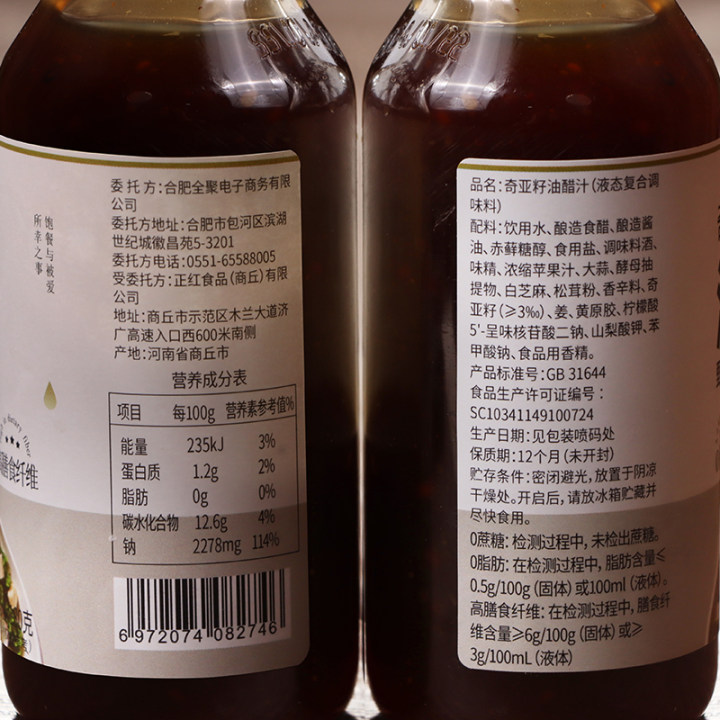 饱餐与被爱
所幸之事
膳食纤维
克
委托方:合肥全聚电子商务有限
公司
委托方地址:合肥市包河区滨湖
世纪城徽昌苑5-3201
委托方电话:0551-65588005
受委托方:正红食品(商丘)有限
公司
地址:商丘市示范区木兰大道济
广高速入口西600米南侧
产地:河南省商丘市
营养成分表
项目 每100g 营养素参考值%
能量 235kJ 3%
蛋白质 1.2g 2%
脂肪 0g 0%
碳水化合物 12.6g 4%
钠 2278mg 114%
6 972074 082746
品名:奇亚籽油醋汁(液态复合调
味料)
配料:饮用水、酿造食醋、酿造酱
油、赤藓糖醇、食用盐、调味料酒、
味精、浓缩苹果汁、大蒜、酵母抽
提物、白芝麻、松茸粉、香辛料、奇
亚籽(≥3‰)、姜、黄原胶、柠檬酸
5'-呈味核苷酸二钠、山梨酸钾、苯
甲酸钠、食品用香精。
产品标准号:GB 31644
食品生产许可证编号:
SC10341149100724
生产日期:见包装喷码处
保质期:12个月(未开封)
贮存条件:密闭避光,放置于阴凉
干燥处。开启后,请放冰箱贮藏并
尽快食用。
0蔗糖:检测过程中,未检出蔗糖。
0脂肪:在检测过程中,脂肪含量≤
0.5g/100g(固体)或100ml(液体)。
高膳食纤维:在检测过程中,膳食纤
维含量≥6g/100g(固体)或≥
3g/100mL(液体)